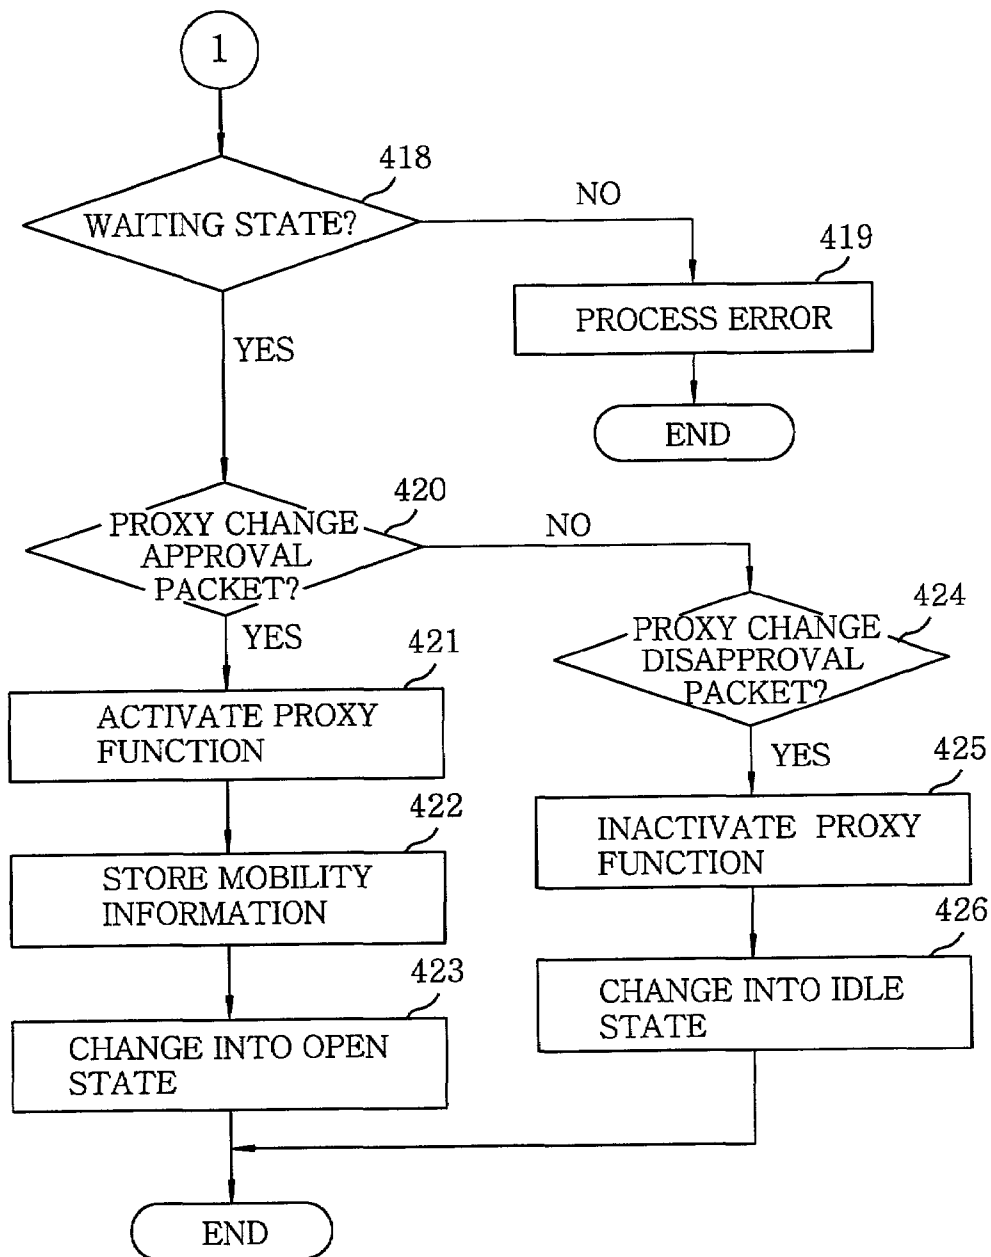 1
418
WAITING STATE?
NO
419
PROCESS ERROR
YES
END
420
PROXY CHANGE
APPROVAL
PACKET?
NO
424
PROXY CHANGE
DISAPPROVAL
PACKET?
YES
421
ACTIVATE PROXY
FUNCTION
YES
425
INACTIVATE PROXY
FUNCTION
422
STORE MOBILITY
INFORMATION
426
CHANGE INTO IDLE
STATE
423
CHANGE INTO OPEN
STATE
END